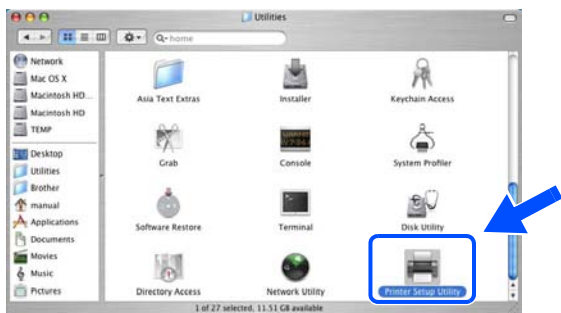 Utilities
home
Network
Mac OS X
Macintosh HD...
Macintosh HD
TEMP
Desktop
Utilities
Brother
manual
Applications
Documents
Movies
Music
Pictures
Asia Text Extras
Installer
Keychain Access
Grab
Console
System Profiler
Software Restore
Terminal
Disk Utility
Directory Access
Network Utility
Printer Setup Utility
1 of 27 selected, 11.51 GB available